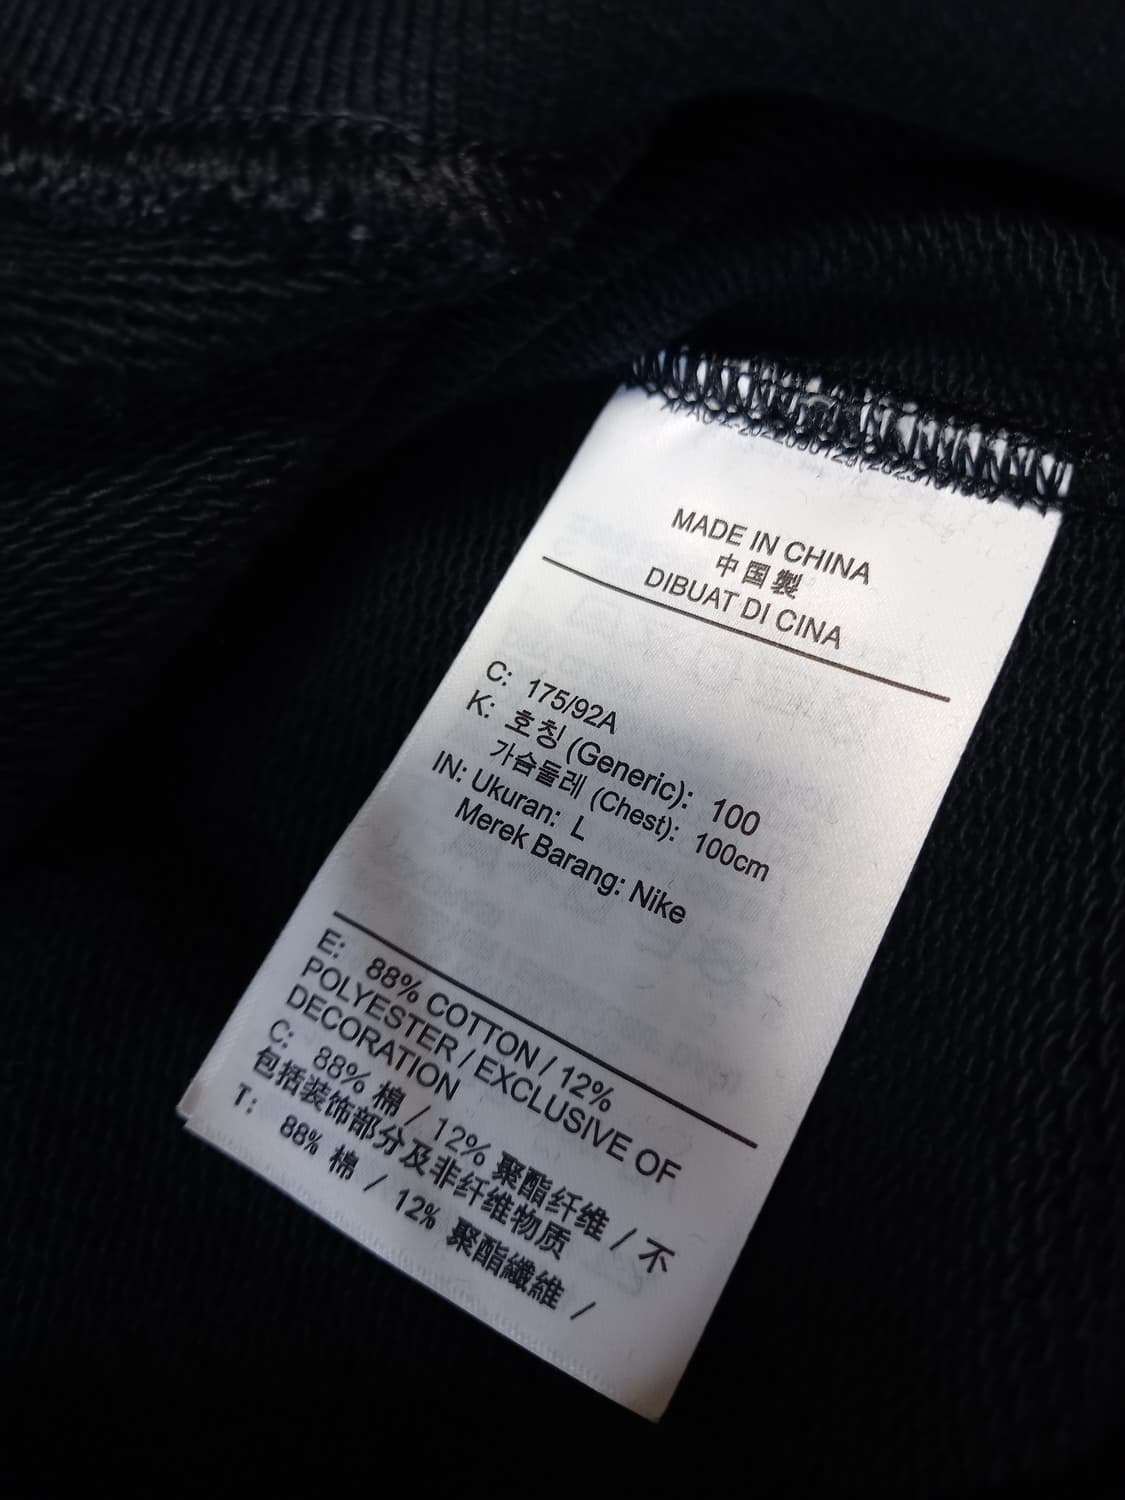 MADE IN CHINA
中国製
DIBUAT DI CINA
C: 175/92A
K: 호칭 (Generic): 100
가슴둘레 (Chest): 100cm
IN: Ukuran: L
Merek Barang: Nike
E: 88% COTTON / 12%
POLYESTER / EXCLUSIVE OF
DECORATION
C: 88% 棉 / 12% 聚酯纤维 / 不
包括装饰部分及非纤维物质
T: 88% 棉 / 12% 聚酯纖維 /